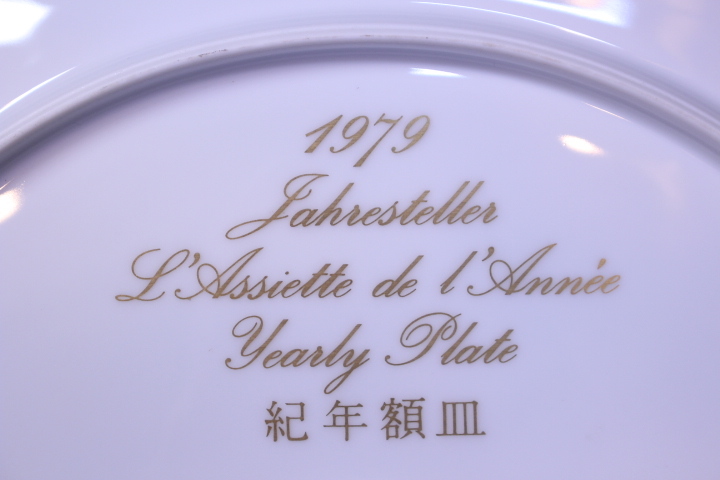 1979
Jahresteller
L'Assiette de l'Année
Yearly Plate
紀年額皿